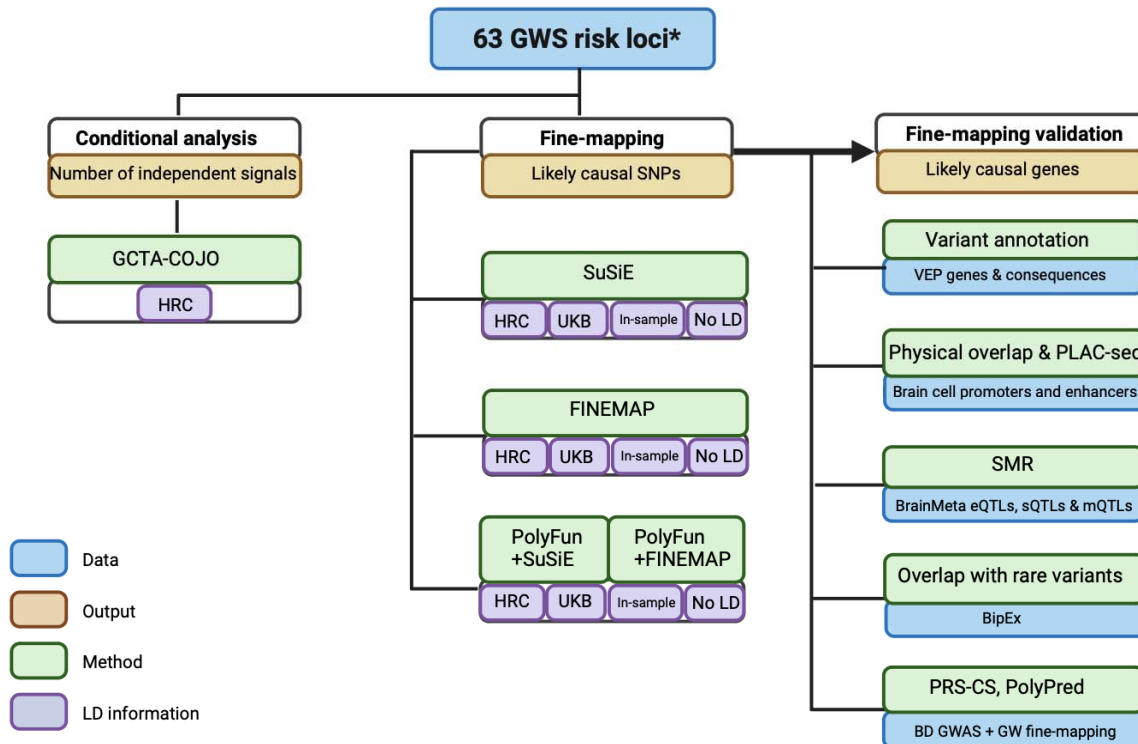 63 GWS risk loci*
Conditional analysis
Number of independent signals
GCTA-COJO
HRC
Fine-mapping
Likely causal SNPs
SuSiE
HRC UKB In-sample No LD
FINEMAP
HRC UKB In-sample No LD
PolyFun
+SuSiE
PolyFun
+FINEMAP
HRC UKB In-sample No LD
Fine-mapping validation
Likely causal genes
Variant annotation
VEP genes & consequences
Physical overlap & PLAC-seq
Brain cell promoters and enhancers
SMR
BrainMeta eQTLs, sQTLs & mQTLs
Overlap with rare variants
BipEx
PRS-CS, PolyPred
BD GWAS + GW fine-mapping
Data
Output
Method
LD information